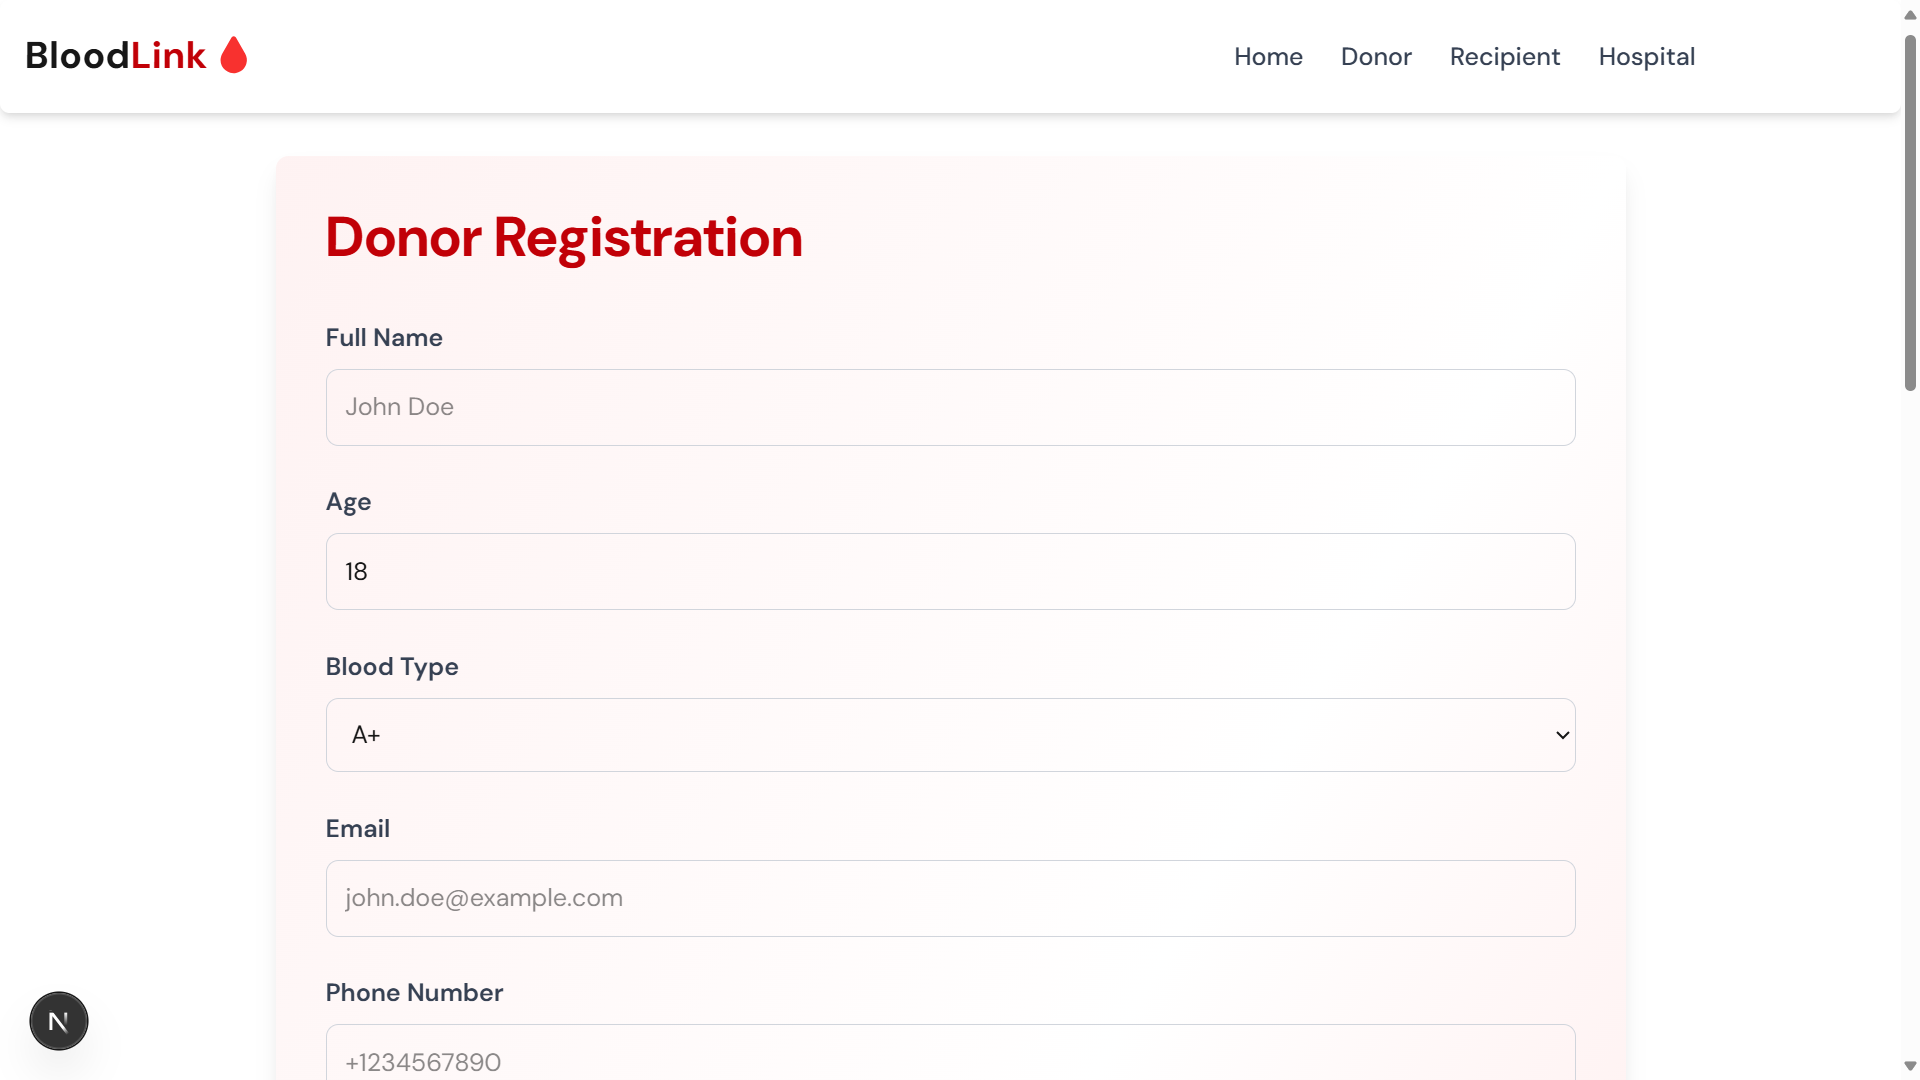 BloodLink
Home Donor Recipient Hospital
Donor Registration
Full Name
John Doe
Age
18
Blood Type
A+
Email
john.doe@example.com
Phone Number
+1234567890
N